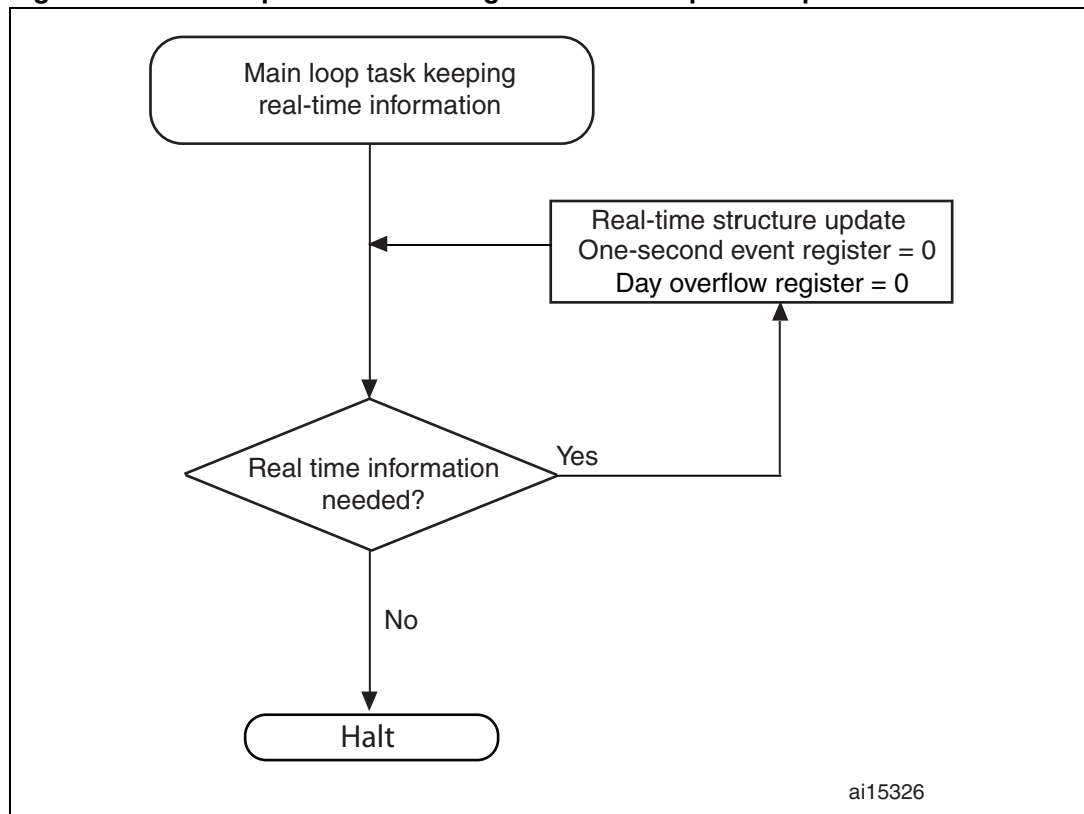 Main loop task keeping
real-time information
Real-time structure update
One-second event register = 0
Day overflow register = 0
Real time information
needed?
Yes
No
Halt
ai15326